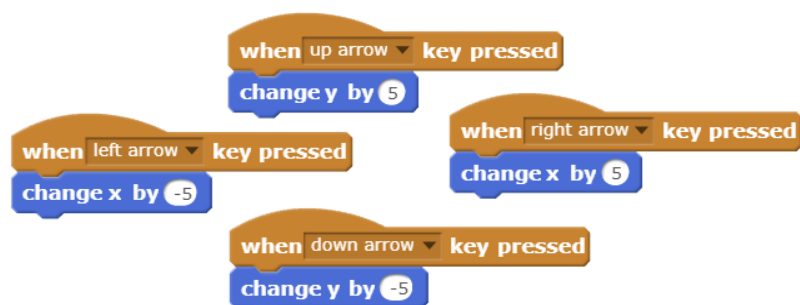 when up arrow key pressed
change y by 5
when left arrow key pressed
change x by -5
when right arrow key pressed
change x by 5
when down arrow key pressed
change y by -5